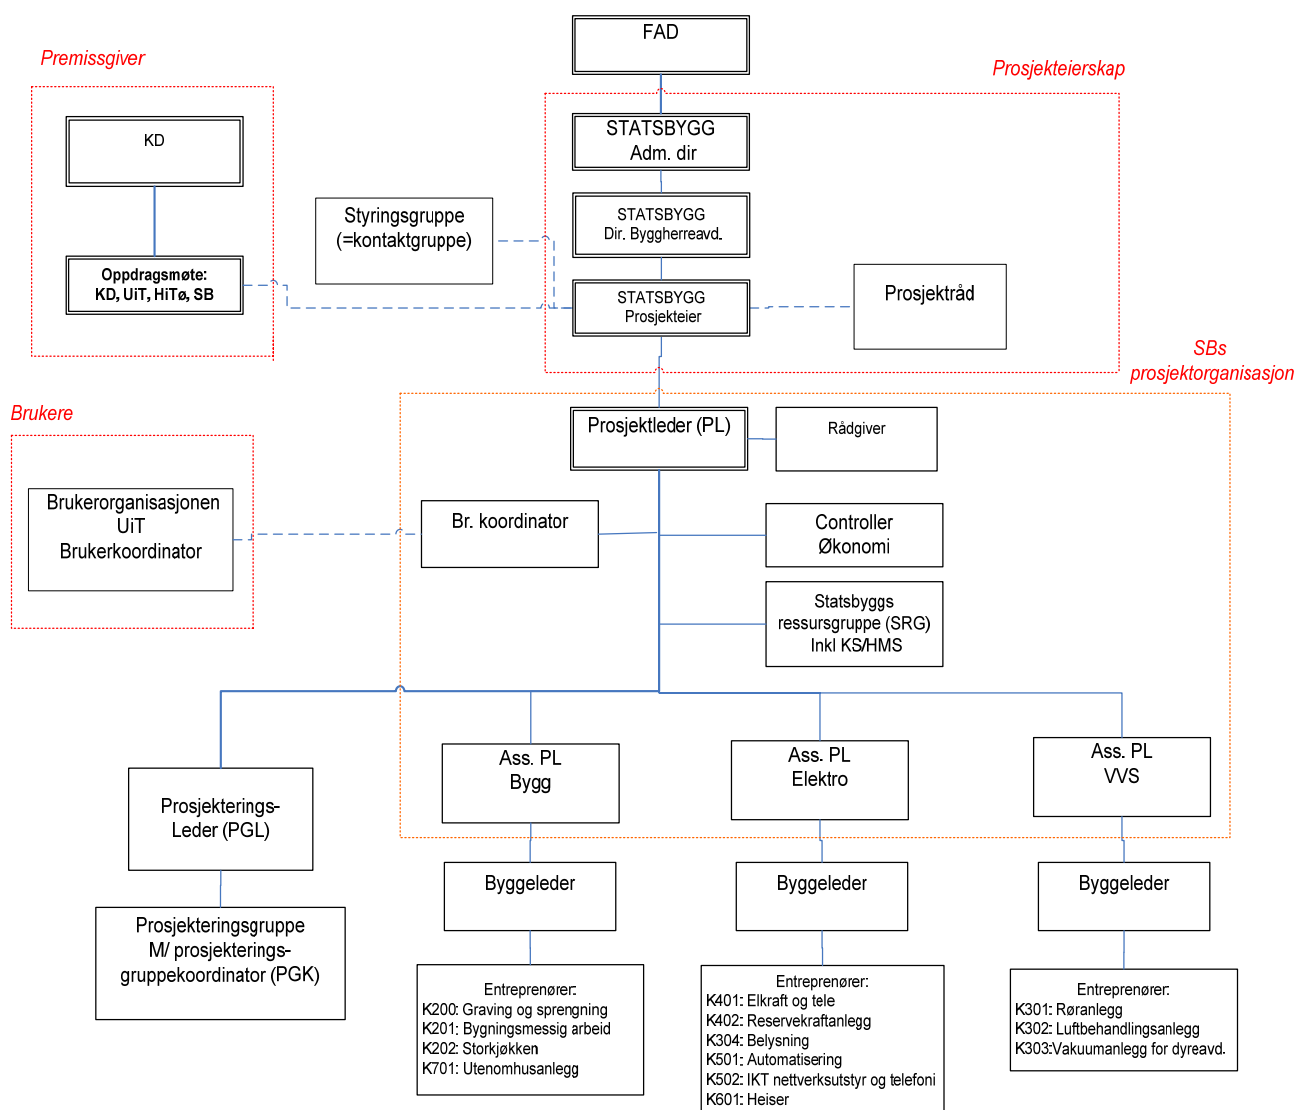 FAD
Premissgiver
Prosjekteierskap
KD
STATSBYGG
Adm. dir
Styringsgruppe
(=kontaktgruppe)
STATSBYGG
Dir. Byggherreavd.
Oppdragsmøte:
KD, UiT, HiTø, SB
STATSBYGG
Prosjekteier
Prosjektråd
SBs
prosjektorganisasjon
Brukere
Prosjektleder (PL)
Rådgiver
Brukerorganisasjonen
UiT
Brukerkoordinator
Br. koordinator
Controller
Økonomi
Statsbyggs
ressursgruppe (SRG)
Inkl KS/HMS
Prosjekterings-
Leder (PGL)
Ass. PL
Bygg
Ass. PL
Elektro
Ass. PL
VVS
Prosjekteringsgruppe
M/ prosjekterings-
gruppekoordinator (PGK)
Byggeleder
Byggeleder
Byggeleder
Entreprenører:
K200: Graving og sprengning
K201: Bygningsmessig arbeid
K202: Storkjøkken
K701: Utenomhusanlegg
Entreprenører:
K401: Elkraft og tele
K402: Reservekraftanlegg
K304: Belysning
K501: Automatisering
K502: IKT nettverksutstyr og telefoni
K601: Heiser
Entreprenører:
K301: Røranlegg
K302: Luftbehandlingsanlegg
K303:Vakuumanlegg for dyreavd.